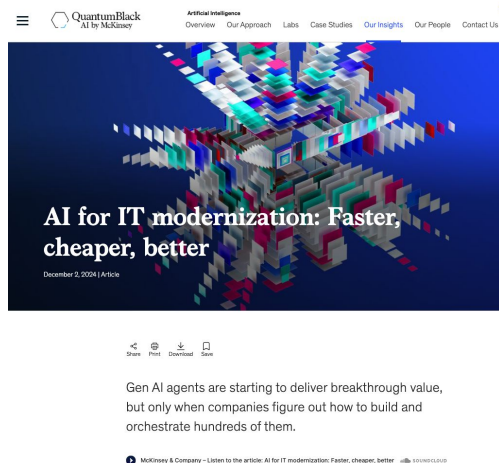 QuantumBlack
AI by McKinsey
Artificial Intelligence
Overview Our Approach Labs Case Studies Our Insights Our People Contact Us
AI for IT modernization: Faster,
cheaper, better
December 2, 2024 | Article
Share Print Download Save
Gen AI agents are starting to deliver breakthrough value,
but only when companies figure out how to build and
orchestrate hundreds of them.
McKinsey & Company – Listen to the article: AI for IT modernization: Faster, cheaper, better SOUNDCLOUD